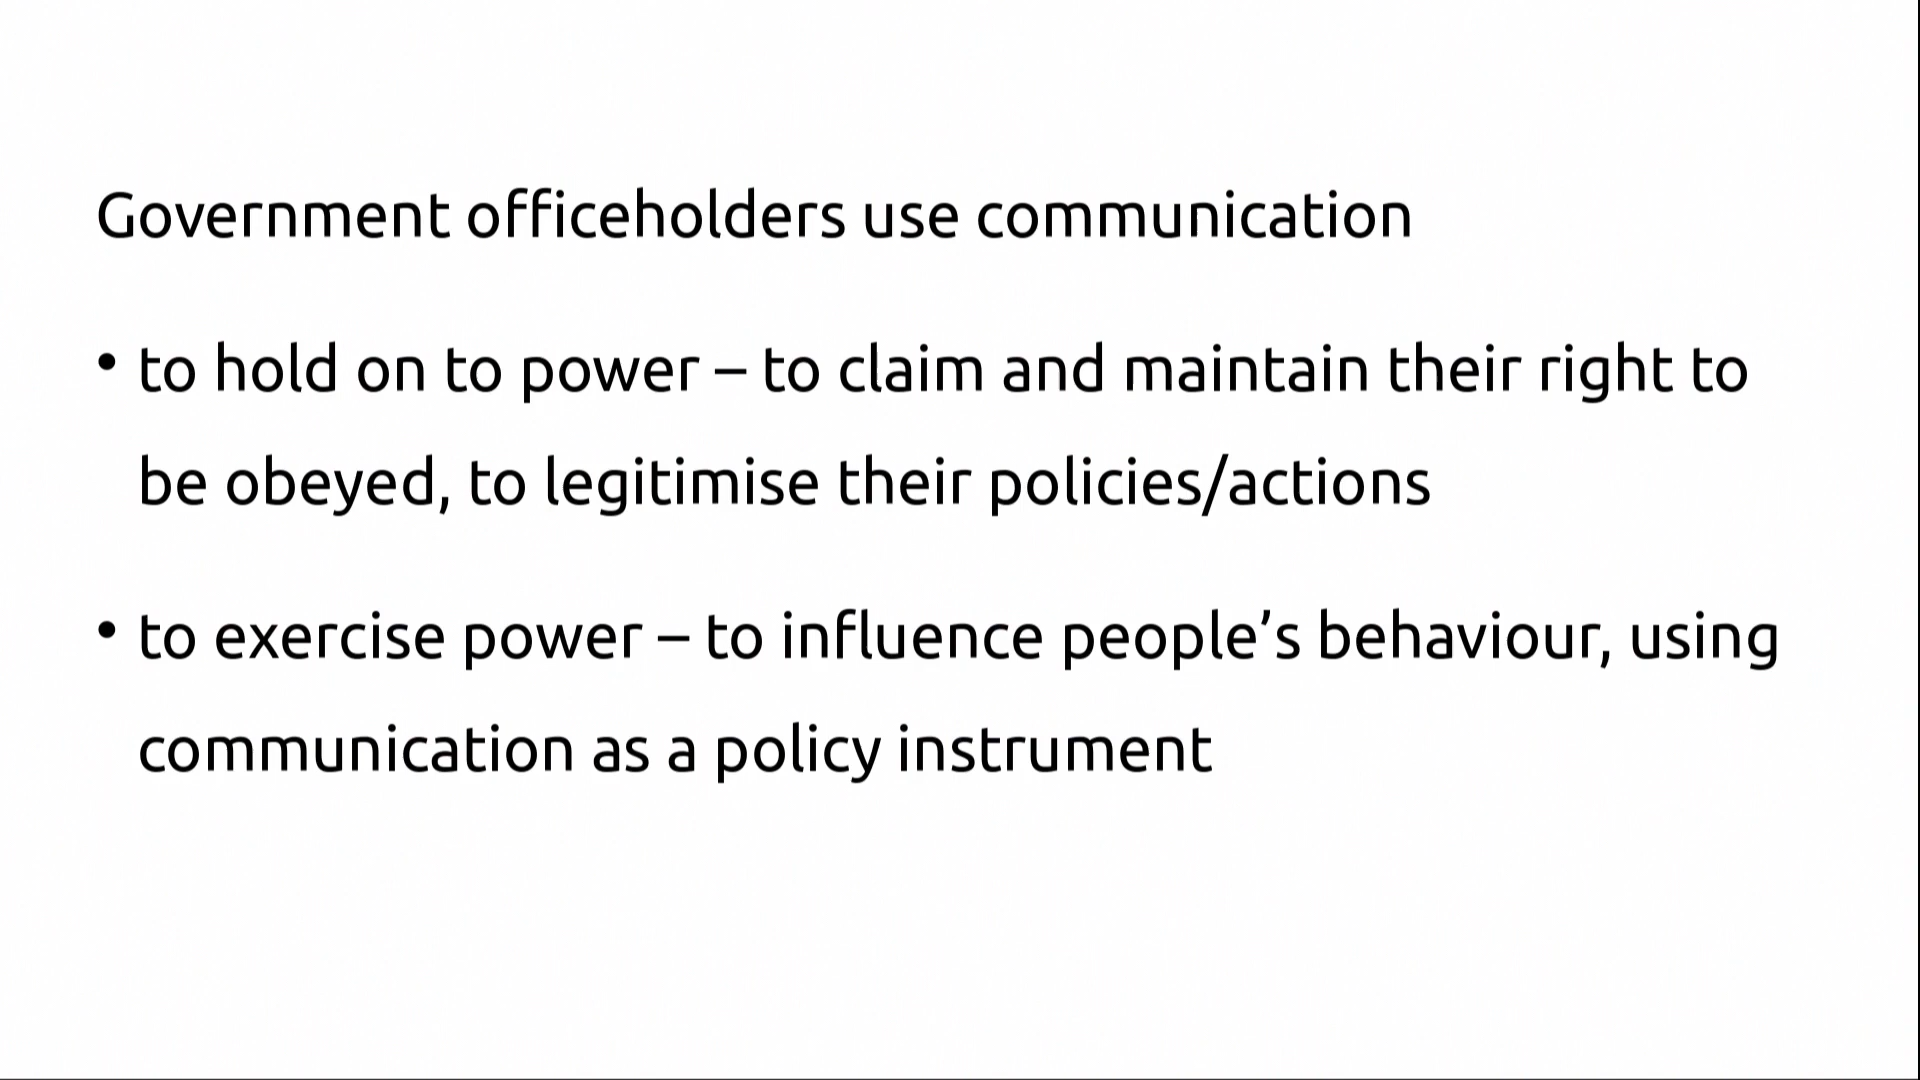 Government officeholders use communication
• to hold on to power – to claim and maintain their right to
be obeyed, to legitimise their policies/actions
• to exercise power – to influence people’s behaviour, using
communication as a policy instrument